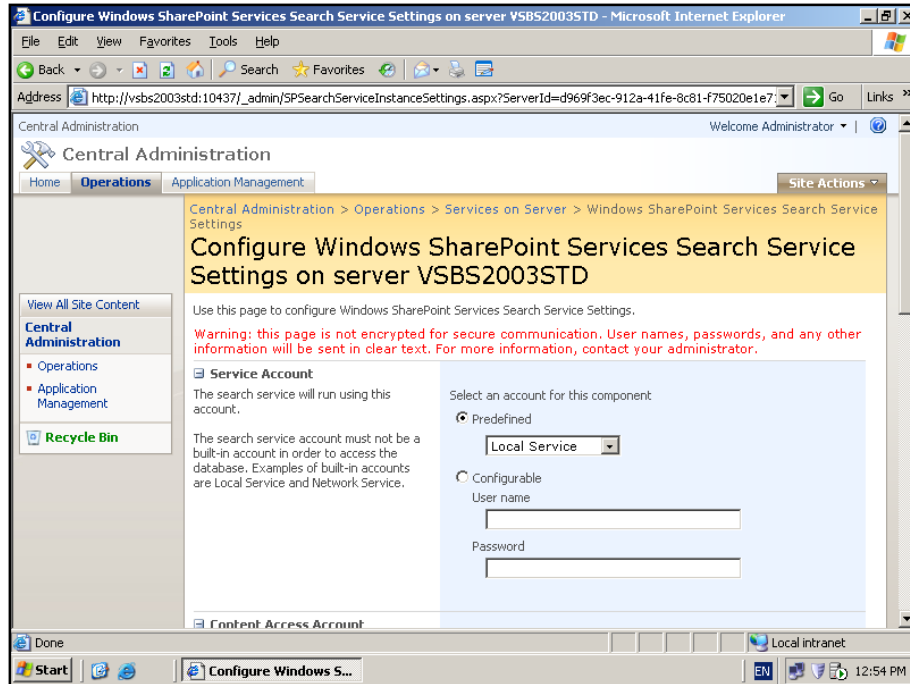 Configure Windows SharePoint Services Search Service Settings on server VSBS2003STD - Microsoft Internet Explorer
File Edit View Favorites Tools Help
Back Search Favorites
Address http://vsbs2003std:10437/_admin/SPSearchServiceInstanceSettings.aspx?ServerId=d969f3ec-912a-41fe-8c81-f75020e1e7 Go Links »
Central Administration Welcome Administrator
Central Administration
Home Operations Application Management Site Actions
Central Administration > Operations > Services on Server > Windows SharePoint Services Search Service
Settings
Configure Windows SharePoint Services Search Service
Settings on server VSBS2003STD
View All Site Content
Central
Administration
Operations
Application
Management
Recycle Bin
Use this page to configure Windows SharePoint Services Search Service Settings.
Warning: this page is not encrypted for secure communication. User names, passwords, and any other
information will be sent in clear text. For more information, contact your administrator.
Service Account
The search service will run using this
account.
The search service account must not be a
built-in account in order to access the
database. Examples of built-in accounts
are Local Service and Network Service.
Select an account for this component
Predefined
Local Service
Configurable
User name
Password
Content Access Account
Done Local intranet
Start Configure Windows S... EN 12:54 PM